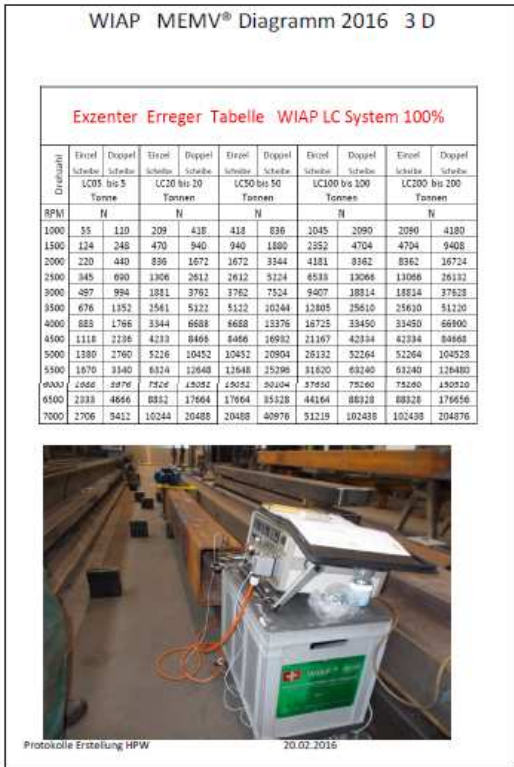 WIAP MEMV® Diagramm 2016 3 D
Exzenter Erreger Tabelle WIAP LC System 100%
Drehzahl Einzel Doppel Einzel Doppel Einzel Doppel Einzel Doppel Einzel Doppel
Scheibe Scheibe Scheibe Scheibe Scheibe Scheibe Scheibe Scheibe Scheibe Scheibe
LC05 bis 5 LC20 bis 20 LC50 bis 50 LC100 bis 100 LC200 bis 200
Tonne Tonnen Tonnen Tonnen Tonnen
RPM N N N N N
1000 55 110 209 418 418 836 1045 2090 2090 4180
1500 124 248 470 940 940 1880 2352 4704 4704 9408
2000 220 440 836 1672 1672 3344 4181 8362 8362 16724
2500 345 690 1306 2612 2612 5224 6533 13066 13066 26132
3000 497 994 1881 3762 3762 7524 9407 18814 18814 37628
3500 676 1352 2561 5122 5122 10244 12805 25610 25610 51220
4000 883 1766 3344 6688 6688 13376 16725 33450 33450 66900
4500 1118 2236 4233 8466 8466 16932 21167 42334 42334 84668
5000 1380 2760 5226 10452 10452 20904 26132 52264 52264 104528
5500 1670 3340 6324 12648 12648 25296 31620 63240 63240 126480
6500 2333 4666 8832 17664 17664 35328 44164 88328 88328 176656
7000 2706 5412 10244 20488 20488 40976 51219 102438 102438 204876
WIAP®
Protokolle Erstellung HPW 20.02.2016